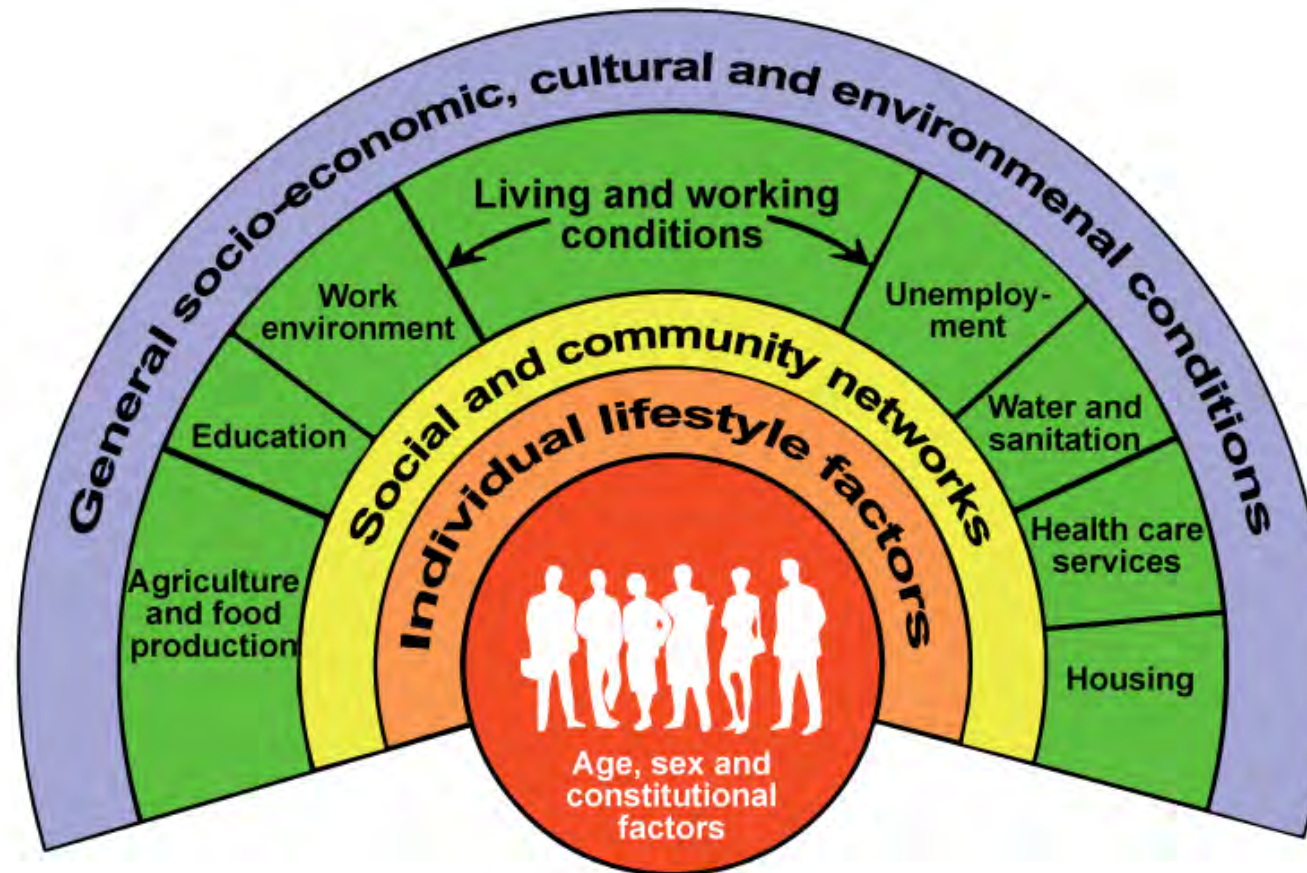 General socio-economic, cultural and environmenal conditions
Living and working
conditions
Work
environment
Education
Agriculture
and food
production
Unemploy-
ment
Water and
sanitation
Health care
services
Housing
Social and community networks
Individual lifestyle factors
Age, sex and
constitutional
factors